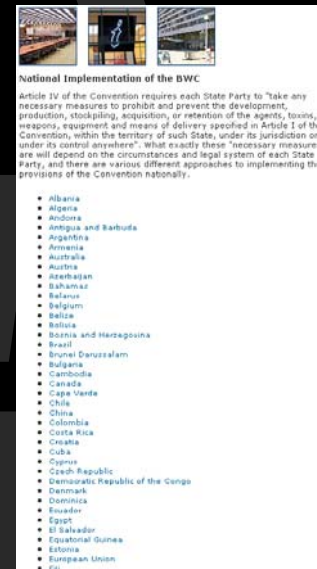 National Implementation of the BWC
Article IV of the Convention requires each State Party to "take any
necessary measures to prohibit and prevent the development,
production, stockpiling, acquisition, or retention of the agents, toxins,
weapons, equipment and means of delivery specified in Article I of the
Convention, within the territory of such State, under its jurisdiction or
under its control anywhere". What exactly these "necessary measures
are will depend on the circumstances and legal system of each State
Party, and there are various different approaches to implementing the
provisions of the Convention nationally.
Albania
Algeria
Andorra
Antigua and Barbuda
Argentina
Armenia
Australia
Austria
Azerbaijan
Bahamas
Belarus
Belgium
Belize
Bolivia
Bosnia and Herzegovina
Brazil
Brunei Darussalam
Bulgaria
Cambodia
Canada
Cape Verde
Chile
China
Colombia
Costa Rica
Croatia
Cuba
Cyprus
Czech Republic
Democratic Republic of the Congo
Denmark
Dominica
Ecuador
Egypt
El Salvador
Equatorial Guinea
Estonia
European Union